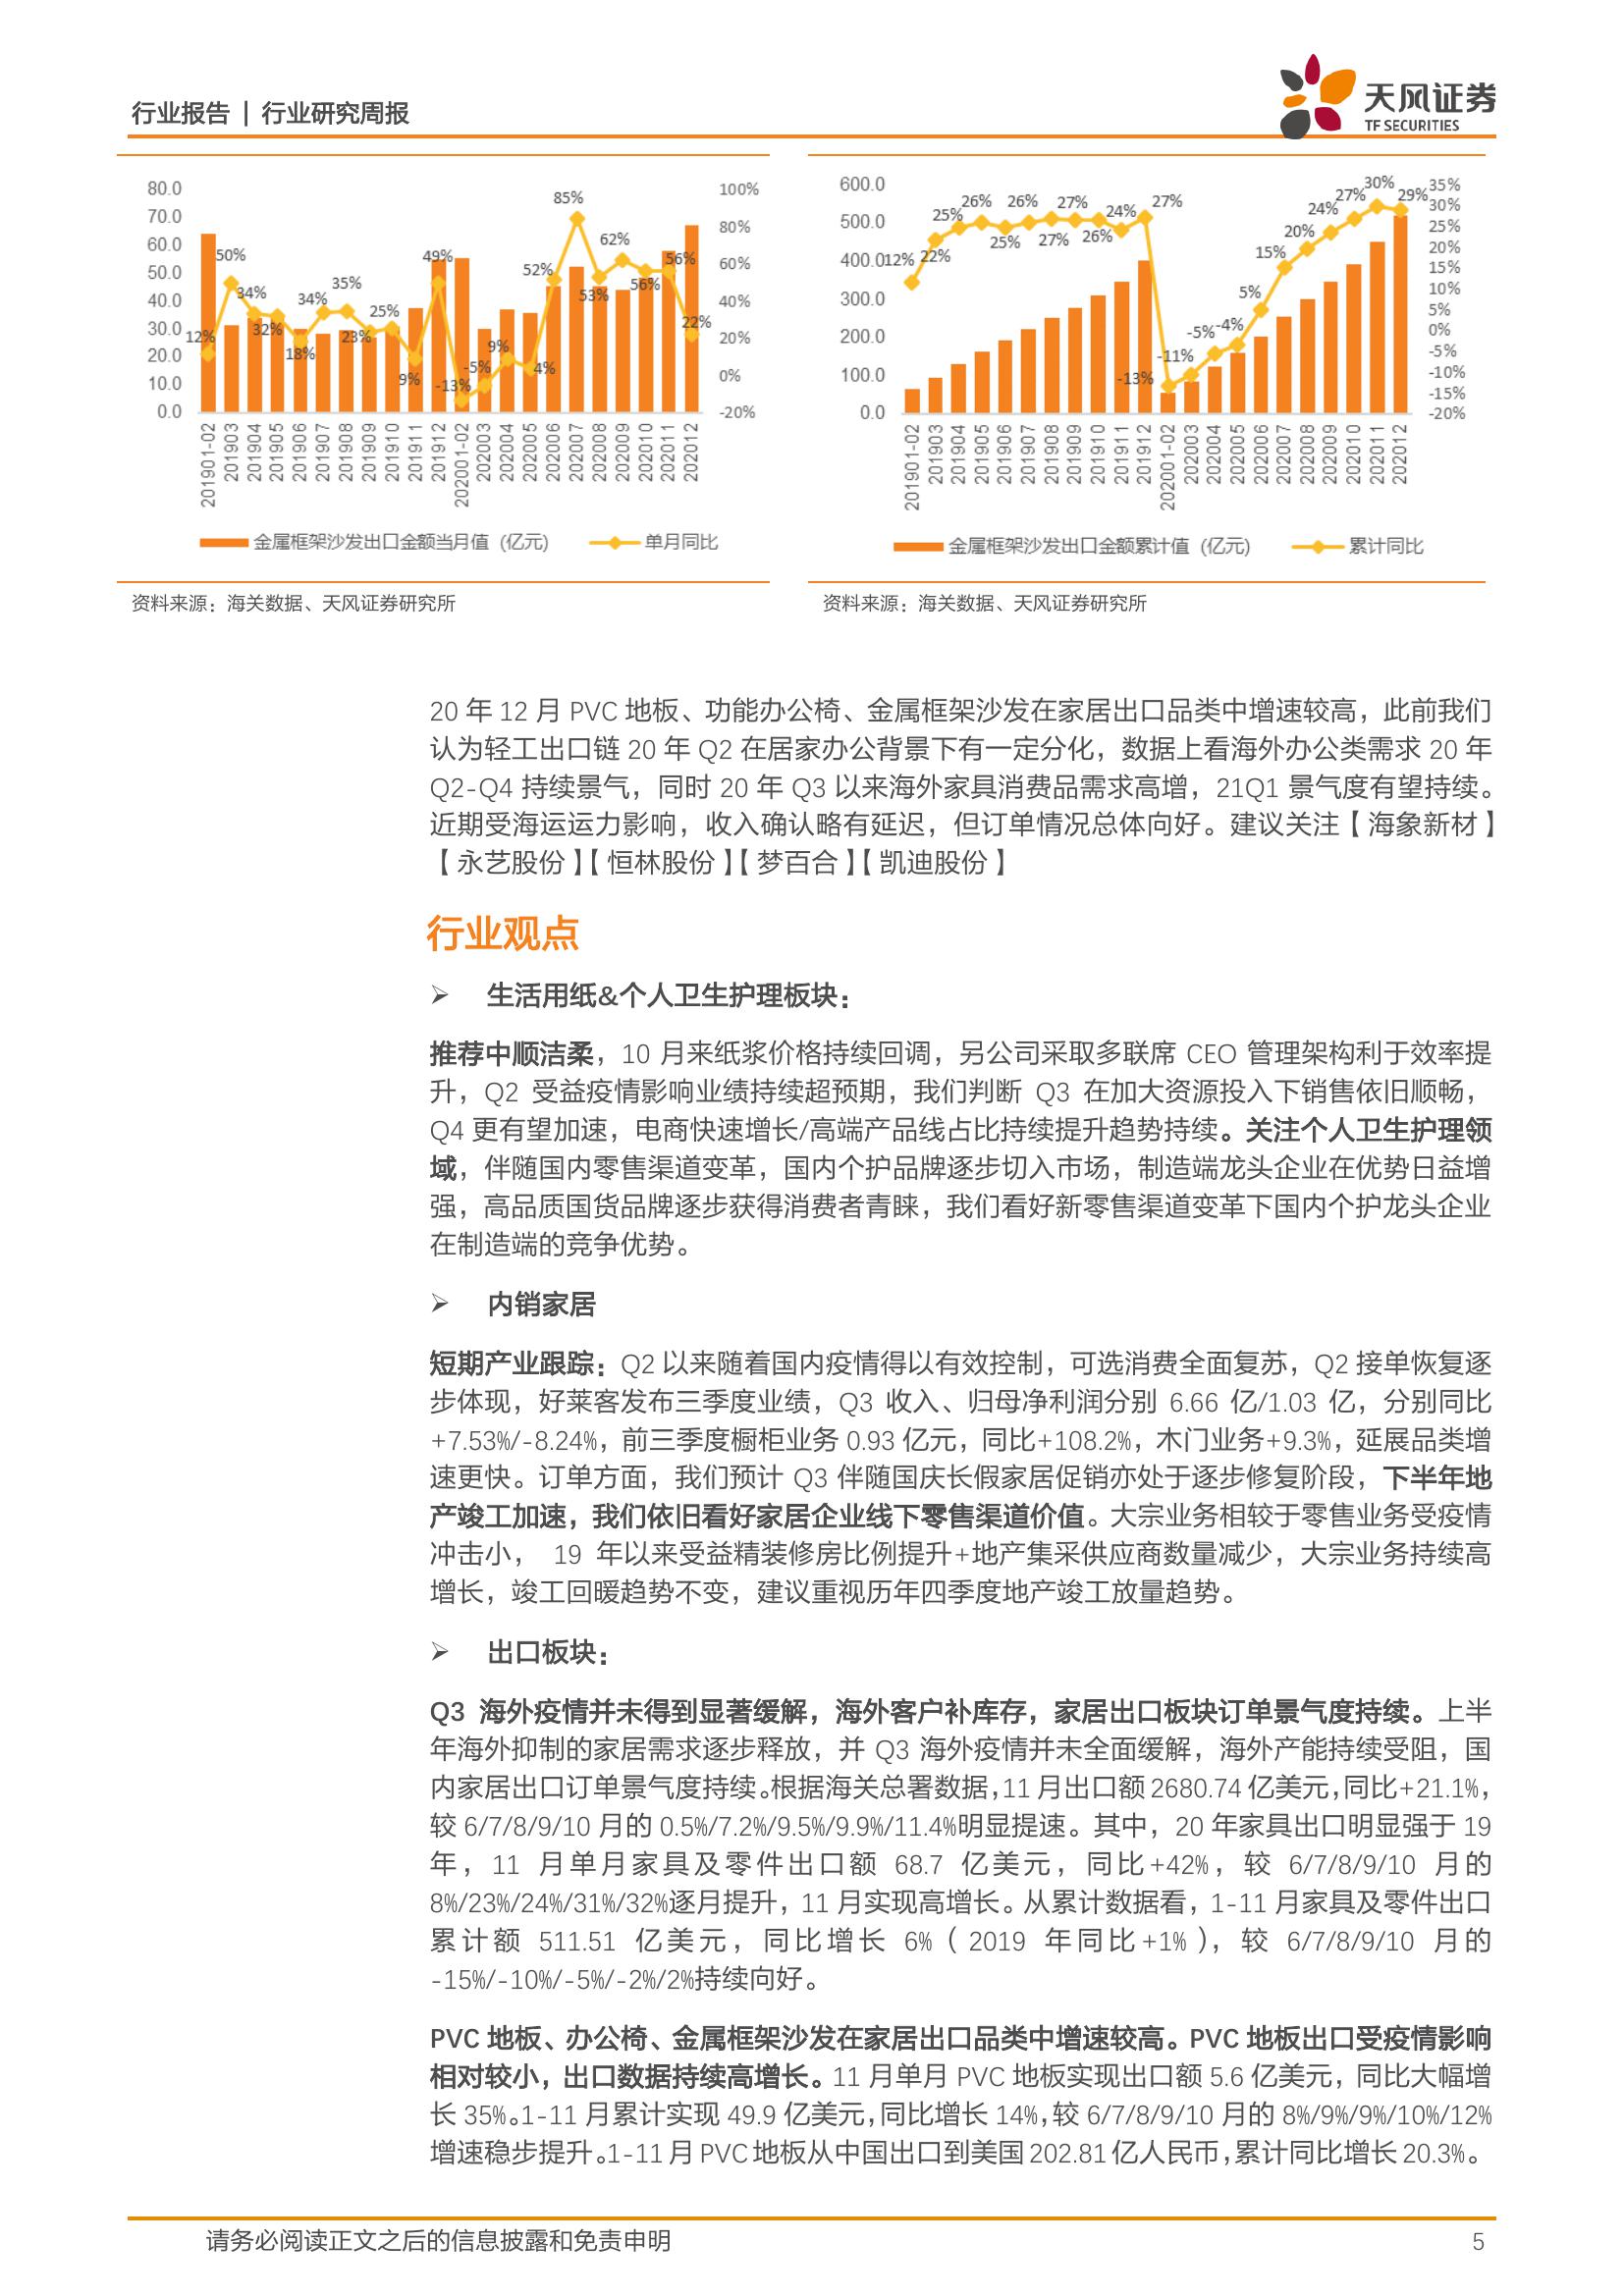 行业报告 | 行业研究周报
天风证券
TF SECURITIES
80.0
70.0
60.0
50.0
40.0
30.0
20.0
10.0
0.0
100%
80%
60%
40%
20%
0%
-20%
12%
50%
34%
32%
18%
34%
35%
23%
25%
9%
49%
-13%
-5%
9%
4%
52%
85%
53%
62%
56%
56%
22%
201901-02
201903
201904
201905
201906
201907
201908
201909
201910
201911
201912
202001-02
202003
202004
202005
202006
202007
202008
202009
202010
202011
202012
金属框架沙发出口金额当月值（亿元） 单月同比
600.0
500.0
400.0
300.0
200.0
100.0
0.0
35%
30%
25%
20%
15%
10%
5%
0%
-5%
-10%
-15%
-20%
12%
22%
25%
26%
25%
26%
27%
27%
26%
24%
27%
-13%
-11%
-5%
-4%
5%
15%
20%
24%
27%
30%
29%
201901-02
201903
201904
201905
201906
201907
201908
201909
201910
201911
201912
202001-02
202003
202004
202005
202006
202007
202008
202009
202010
202011
202012
金属框架沙发出口金额累计值（亿元） 累计同比
资料来源：海关数据、天风证券研究所
资料来源：海关数据、天风证券研究所
20 年 12 月 PVC 地板、功能办公椅、金属框架沙发在家居出口品类中增速较高，此前我们
认为轻工出口链 20 年 Q2 在居家办公背景下有一定分化，数据上看海外办公类需求 20 年
Q2-Q4 持续景气，同时 20 年 Q3 以来海外家具消费品需求高增，21Q1 景气度有望持续。
近期受海运运力影响，收入确认略有延迟，但订单情况总体向好。建议关注【海象新材】
【永艺股份】【恒林股份】【梦百合】【凯迪股份】
行业观点
➢ 生活用纸&个人卫生护理板块：
推荐中顺洁柔，10 月来纸浆价格持续回调，另公司采取多联席 CEO 管理架构利于效率提
升，Q2 受益疫情影响业绩持续超预期，我们判断 Q3 在加大资源投入下销售依旧顺畅，
Q4 更有望加速，电商快速增长/高端产品线占比持续提升趋势持续。关注个人卫生护理领
域，伴随国内零售渠道变革，国内个护品牌逐步切入市场，制造端龙头企业在优势日益增
强，高品质国货品牌逐步获得消费者青睐，我们看好新零售渠道变革下国内个护龙头企业
在制造端的竞争优势。
➢ 内销家居
短期产业跟踪：Q2 以来随着国内疫情得以有效控制，可选消费全面复苏，Q2 接单恢复逐
步体现，好莱客发布三季度业绩，Q3 收入、归母净利润分别 6.66 亿/1.03 亿，分别同比
+7.53%/-8.24%，前三季度橱柜业务 0.93 亿元，同比+108.2%，木门业务+9.3%，延展品类增
速更快。订单方面，我们预计 Q3 伴随国庆长假家居促销亦处于逐步修复阶段，下半年地
产竣工加速，我们依旧看好家居企业线下零售渠道价值。大宗业务相较于零售业务受疫情
冲击小， 19 年以来受益精装修房比例提升+地产集采供应商数量减少，大宗业务持续高
增长，竣工回暖趋势不变，建议重视历年四季度地产竣工放量趋势。
➢ 出口板块：
Q3 海外疫情并未得到显著缓解，海外客户补库存，家居出口板块订单景气度持续。上半
年海外抑制的家居需求逐步释放，并 Q3 海外疫情并未全面缓解，海外产能持续受阻，国
内家居出口订单景气度持续。根据海关总署数据，11 月出口额 2680.74 亿美元，同比+21.1%，
较 6/7/8/9/10 月的 0.5%/7.2%/9.5%/9.9%/11.4%明显提速。其中，20 年家具出口明显强于 19
年，11 月单月家具及零件出口额 68.7 亿美元，同比+42%，较 6/7/8/9/10 月的
8%/23%/24%/31%/32%逐月提升，11 月实现高增长。从累计数据看，1-11 月家具及零件出口
累计额 511.51 亿美元，同比增长 6%（2019 年同比+1%），较 6/7/8/9/10 月的
-15%/-10%/-5%/-2%/2%持续向好。
PVC 地板、办公椅、金属框架沙发在家居出口品类中增速较高。PVC 地板出口受疫情影响
相对较小，出口数据持续高增长。11 月单月 PVC 地板实现出口额 5.6 亿美元，同比大幅增
长 35%。1-11 月累计实现 49.9 亿美元，同比增长 14%，较 6/7/8/9/10 月的 8%/9%/9%/10%/12%
增速稳步提升。1-11 月 PVC 地板从中国出口到美国 202.81 亿人民币，累计同比增长 20.3%。
请务必阅读正文之后的信息披露和免责申明
5